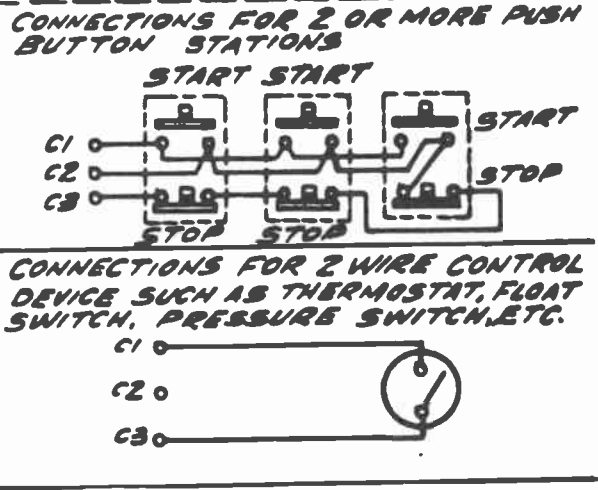 CONNECTIONS FOR 2 OR MORE PUSH
BUTTON STATIONS
START START
START
C1
C2
STOP
C3
STOP STOP
CONNECTIONS FOR 2 WIRE CONTROL
DEVICE SUCH AS THERMOSTAT, FLOAT
SWITCH, PRESSURE SWITCH, ETC.
C1
C2
C3